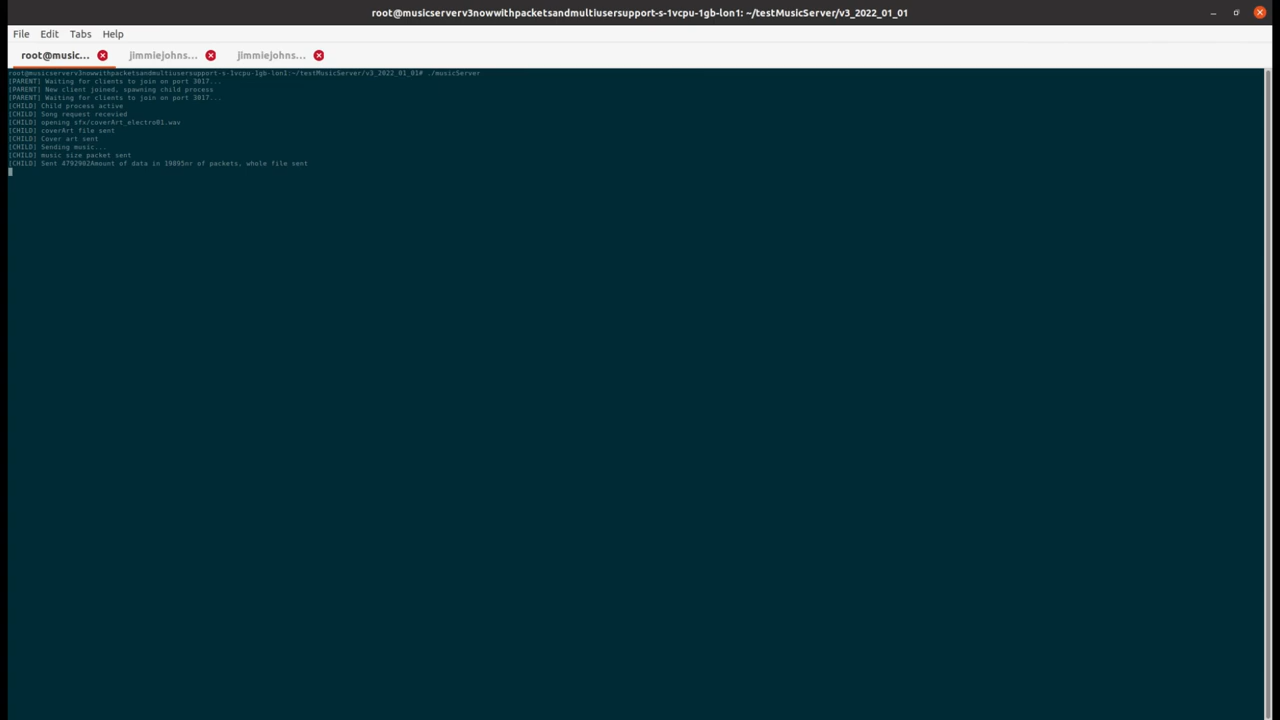 root@musicserverv3nowwithpacketsandmultiusersupport-s-1vcpu-1gb-lon1: ~/testMusicServer/v3_2022_01_01
File Edit Tabs Help
root@music... jimmiejohns... jimmiejohns...
root@musicserverv3nowwithpacketsandmultiusersupport-s-1vcpu-1gb-lon1:~/testMusicServer/v3_2022_01_01# ./musicServer
[PARENT] Waiting for clients to join on port 3017...
[PARENT] New client joined, spawning child process
[PARENT] Waiting for clients to join on port 3017...
[CHILD] Child process active
[CHILD] Song request recevied
[CHILD] opening sfx/coverArt_electro01.wav
[CHILD] coverArt file sent
[CHILD] Cover art sent
[CHILD] Sending music...
[CHILD] music size packet sent
[CHILD] Sent 4792902Amount of data in 19895nr of packets, whole file sent